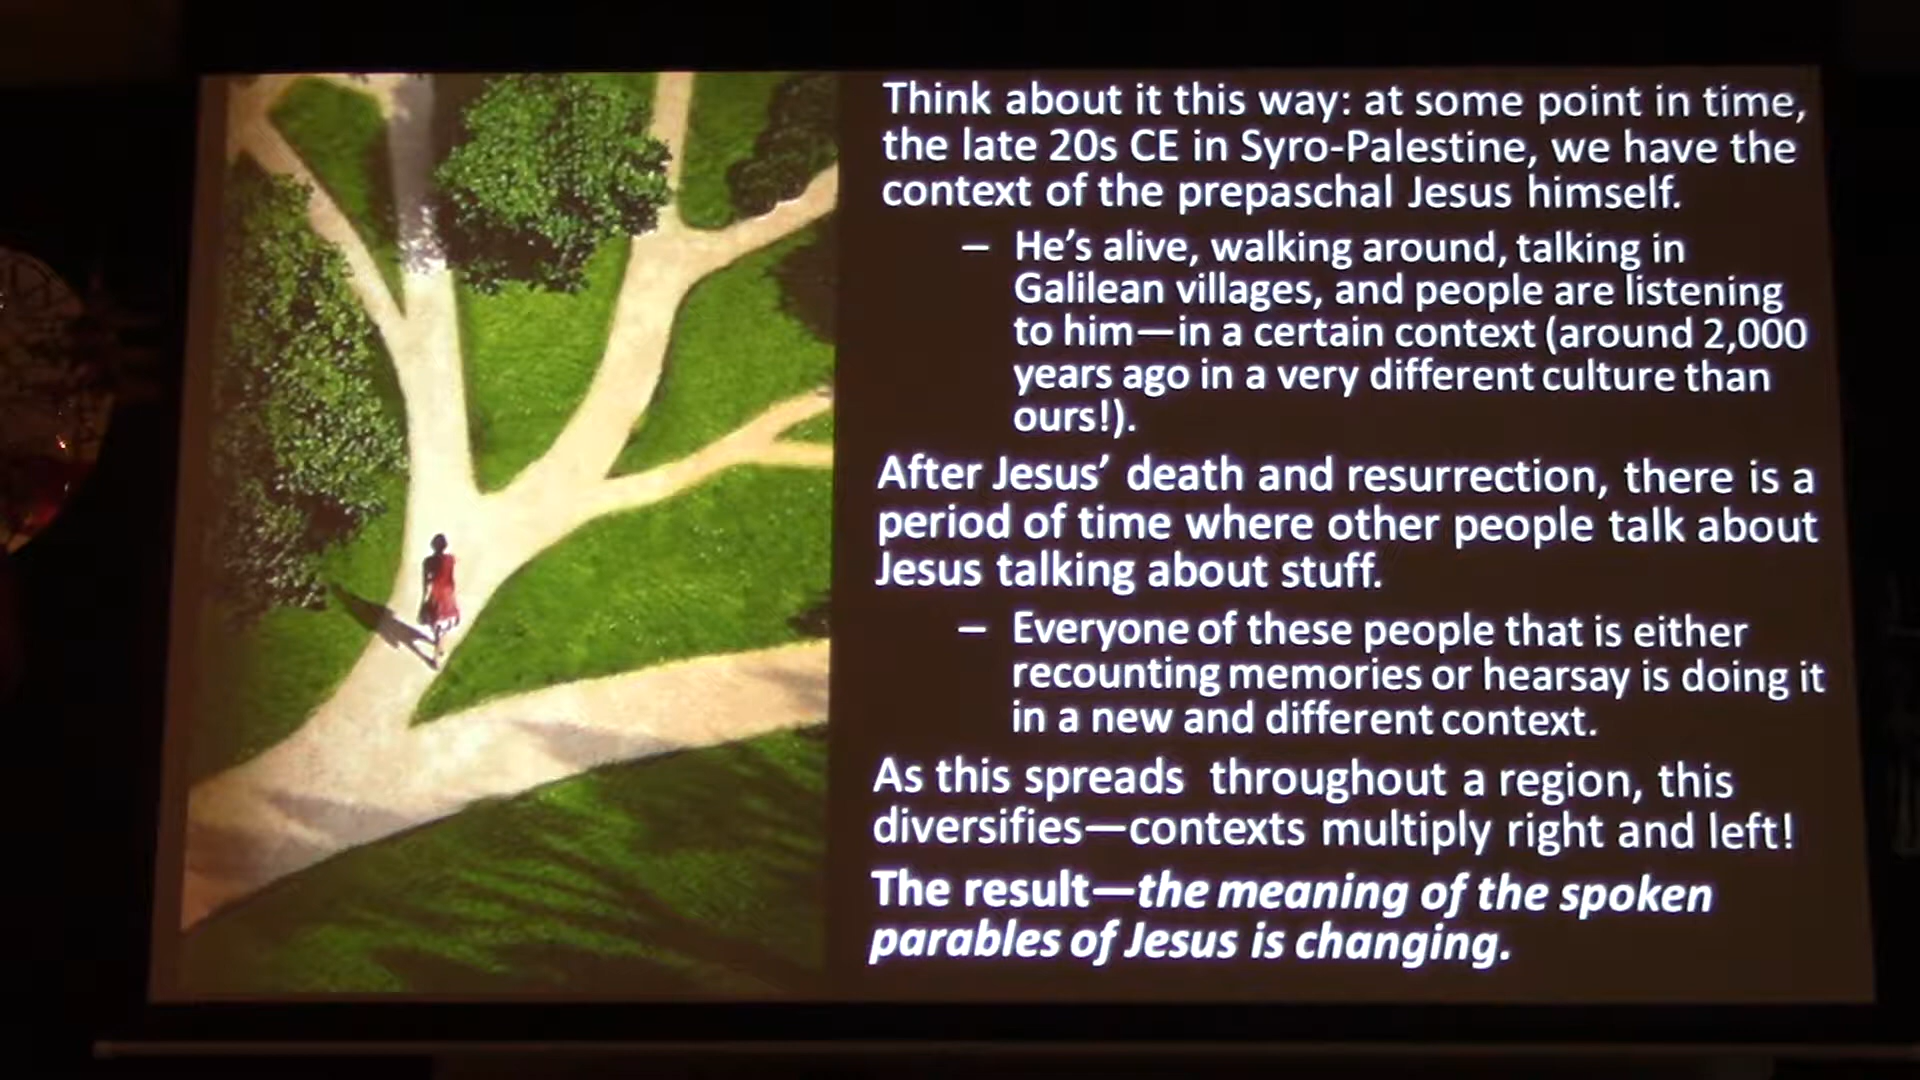 Think about it this way: at some point in time,
the late 20s CE in Syro-Palestine, we have the
context of the prepaschal Jesus himself.
– He's alive, walking around, talking in
Galilean villages, and people are listening
to him—in a certain context (around 2,000
years ago in a very different culture than
ours!).
After Jesus' death and resurrection, there is a
period of time where other people talk about
Jesus talking about stuff.
– Everyone of these people that is either
recounting memories or hearsay is doing it
in a new and different context.
As this spreads throughout a region, this
diversifies—contexts multiply right and left!
The result—the meaning of the spoken
parables of Jesus is changing.